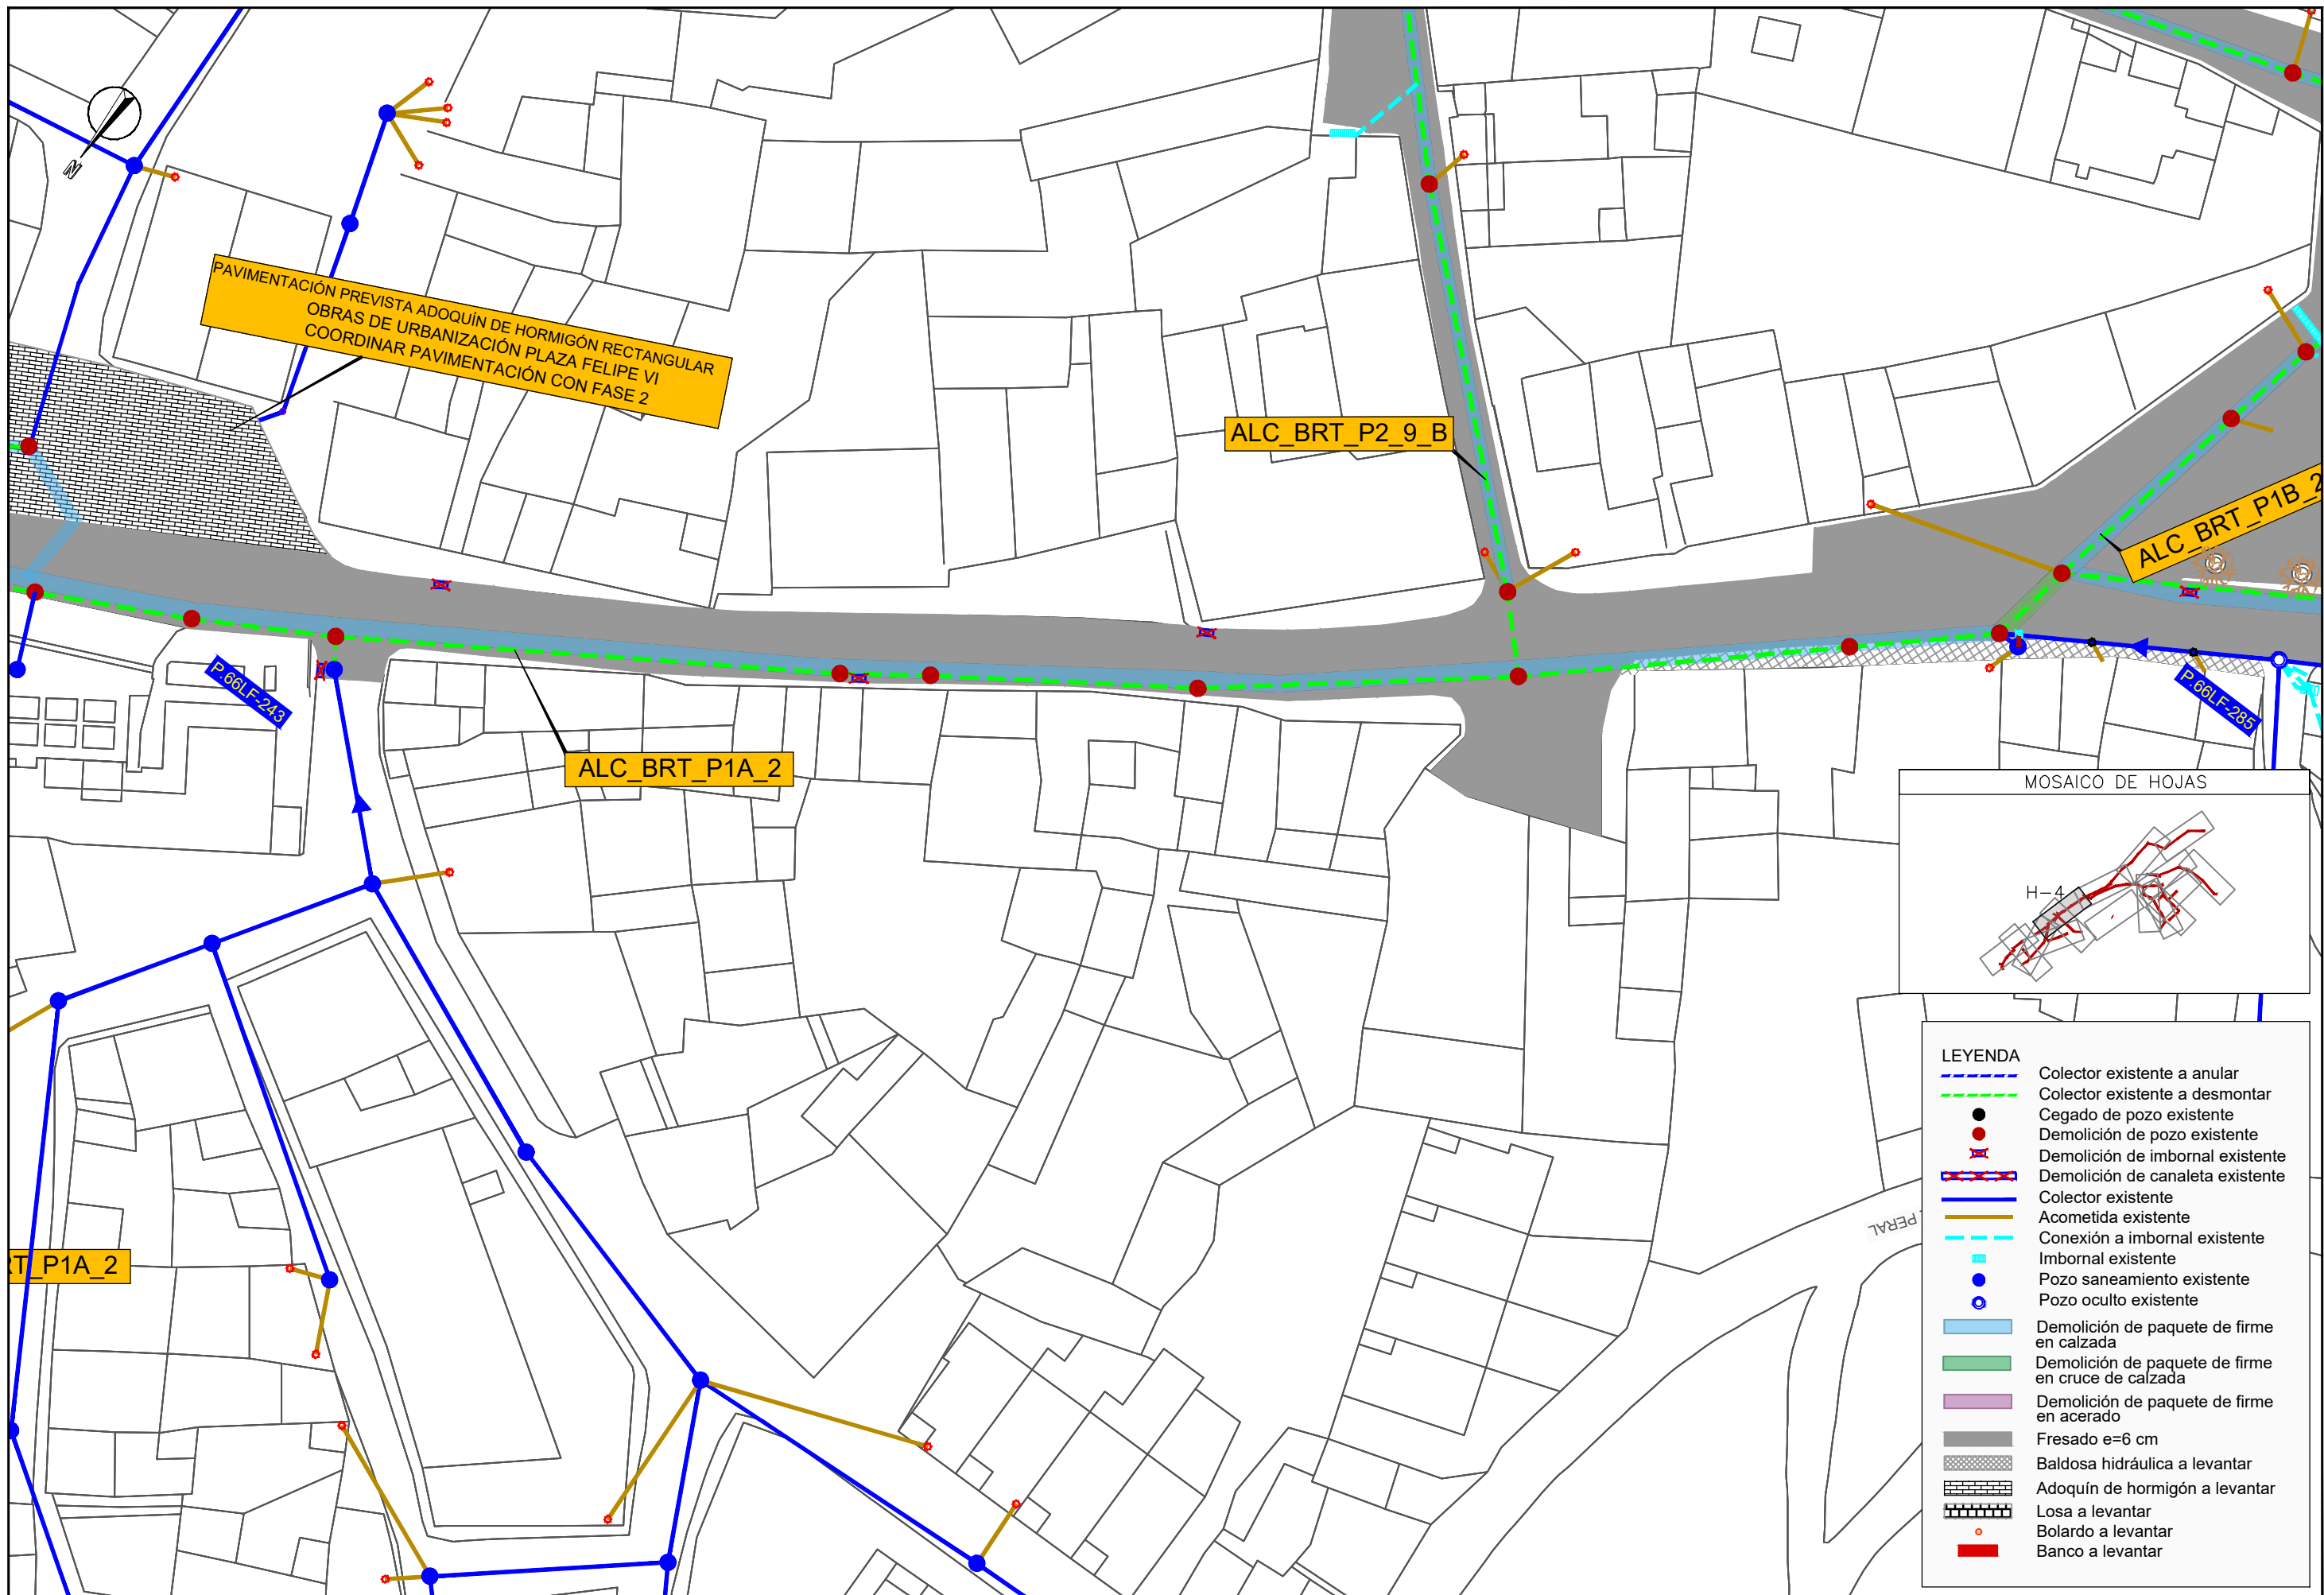 N
PAVIMENTACIÓN PREVISTA ADOQUÍN DE HORMIGÓN RECTANGULAR
OBRAS DE URBANIZACIÓN PLAZA FELIPE VI
COORDINAR PAVIMENTACIÓN CON FASE 2
ALC_BRT_P2_9_B
ALC_BRT_P1B_2
P.66LF-243
P.66LF-285
ALC_BRT_P1A_2
MOSAICO DE HOJAS
H-4
PERAL
RT_P1A_2
LEYENDA
Colector existente a anular
Colector existente a desmontar
Cegado de pozo existente
Demolición de pozo existente
Demolición de imbornal existente
Demolición de canaleta existente
Colector existente
Acometida existente
Conexión a imbornal existente
Imbornal existente
Pozo saneamiento existente
Pozo oculto existente
Demolición de paquete de firme
en calzada
Demolición de paquete de firme
en cruce de calzada
Demolición de paquete de firme
en acerado
Fresado e=6 cm
Baldosa hidráulica a levantar
Adoquín de hormigón a levantar
Losa a levantar
Bolardo a levantar
Banco a levantar